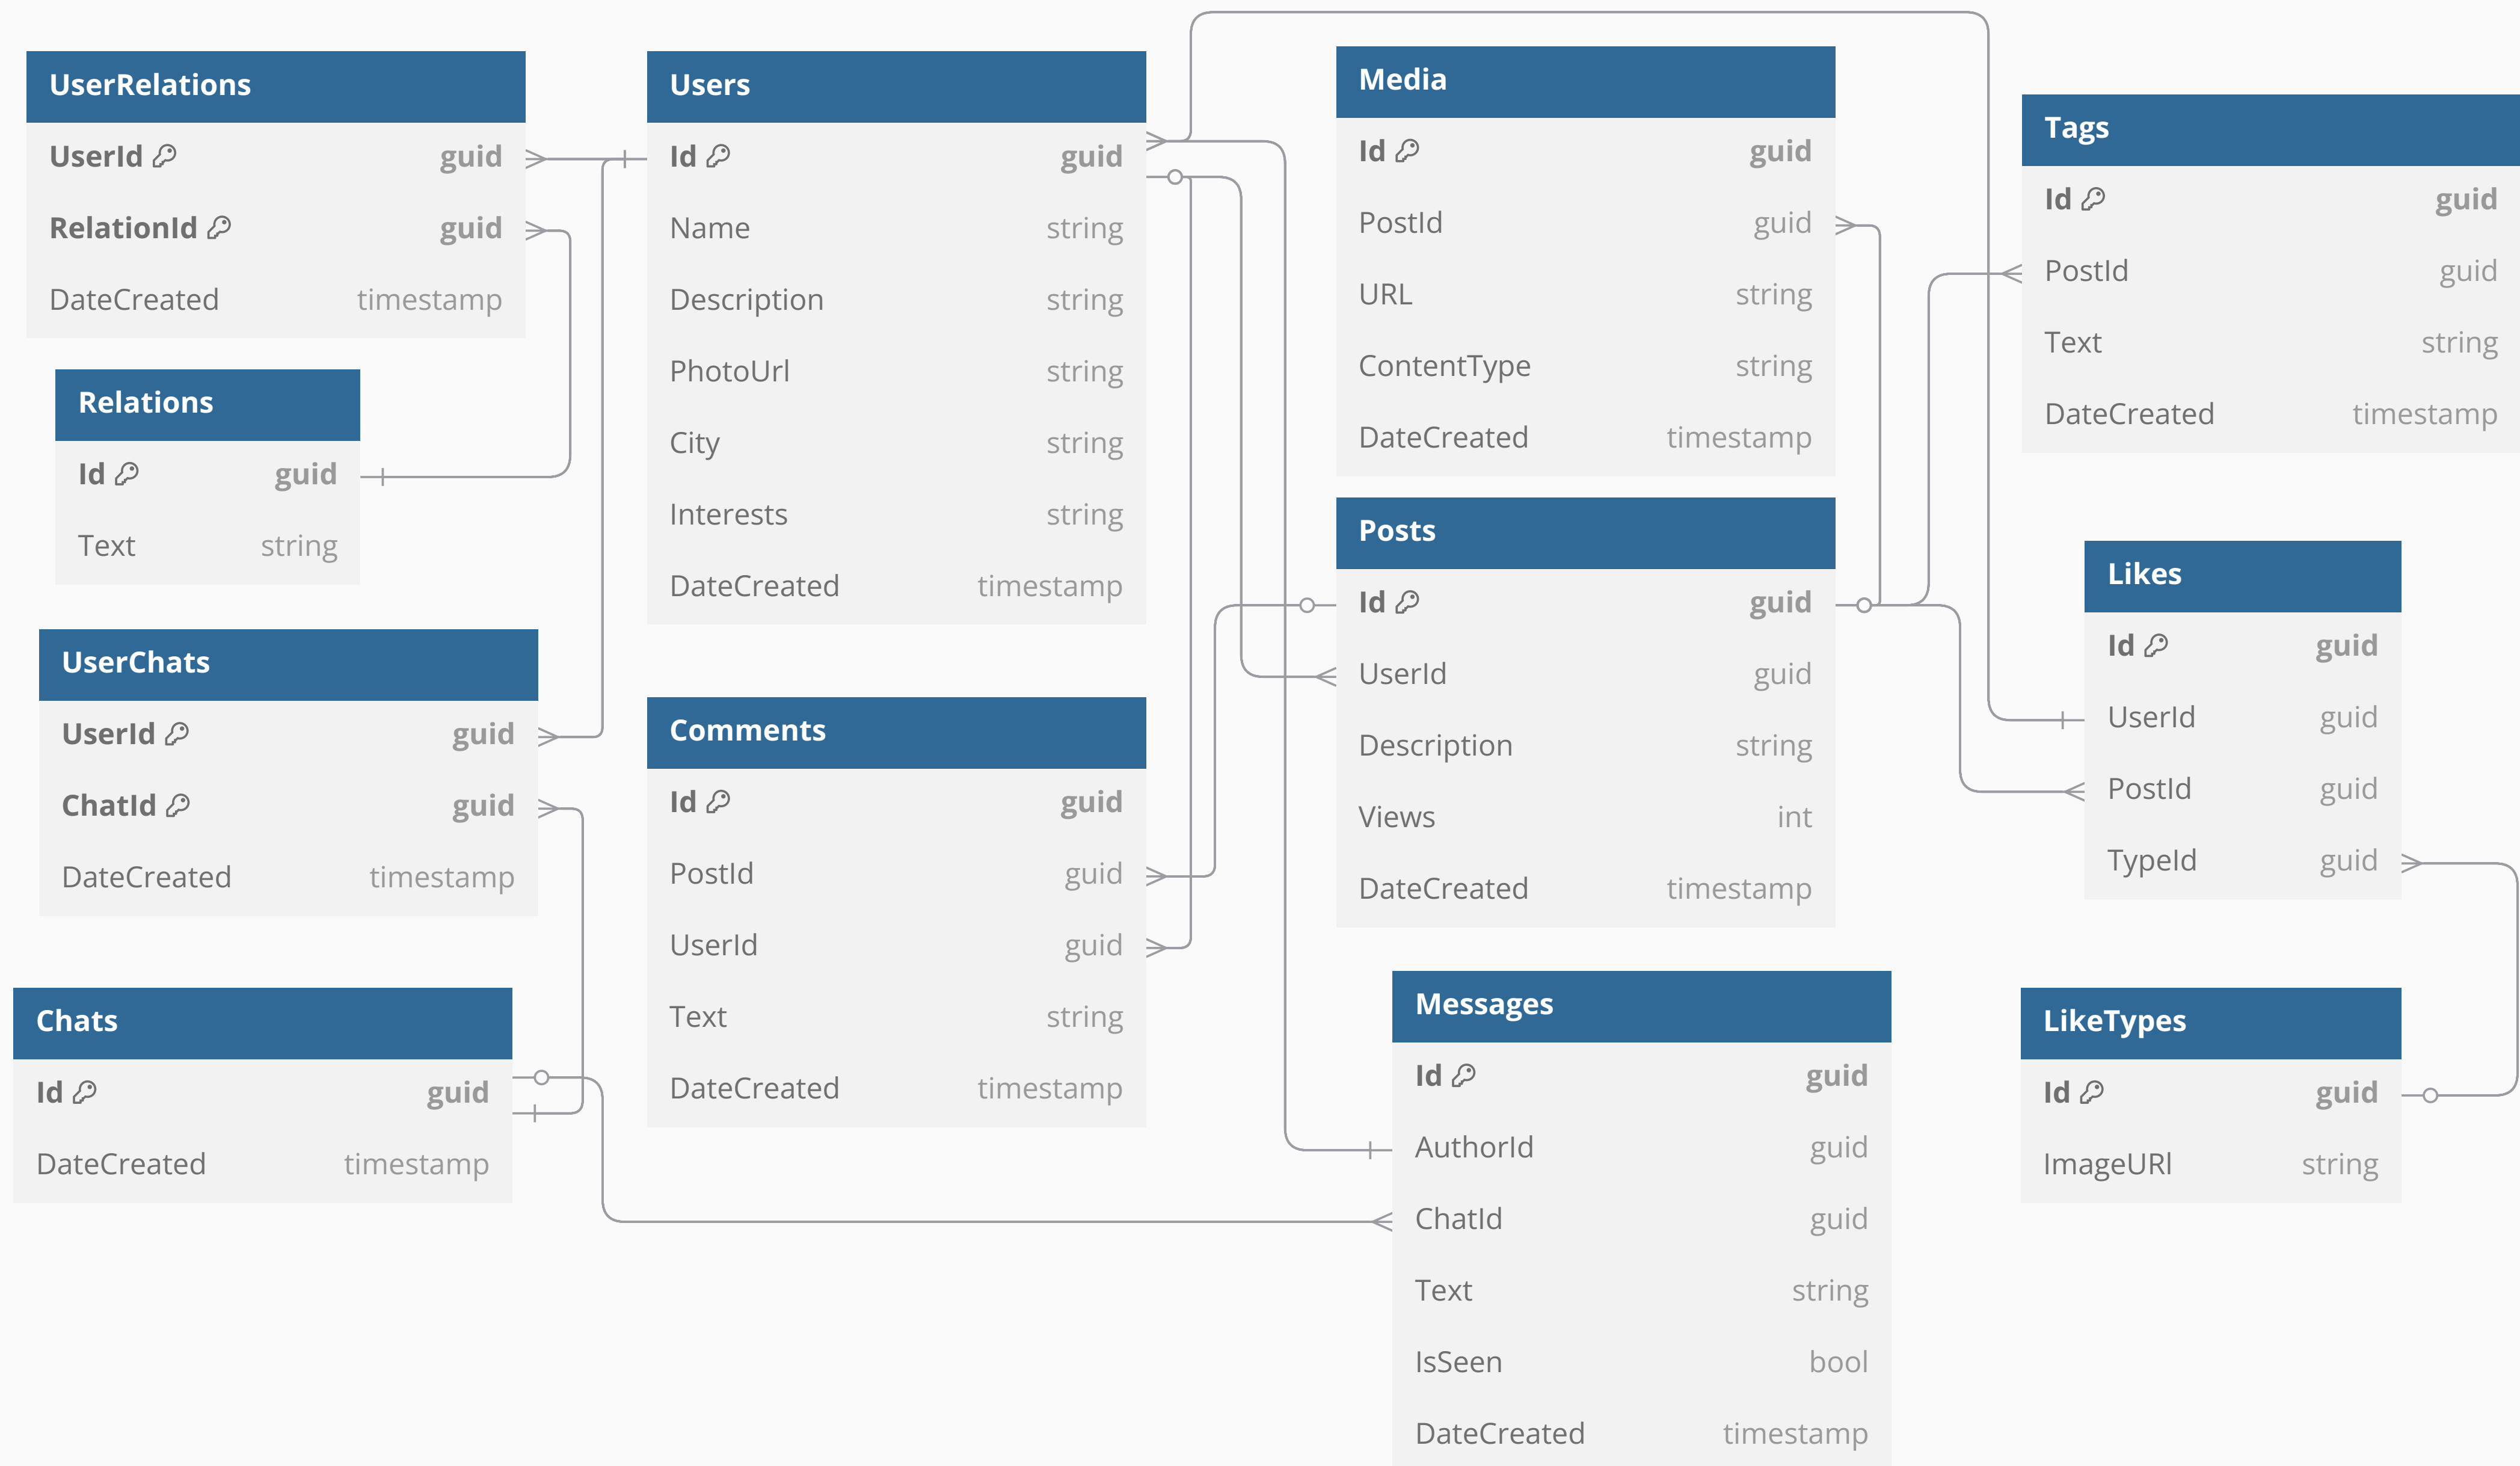 UserRelations
UserId guid
RelationId guid
DateCreated timestamp
Relations
Id guid
Text string
UserChats
UserId guid
ChatId guid
DateCreated timestamp
Chats
Id guid
DateCreated timestamp
Users
Id guid
Name string
Description string
PhotoUrl string
City string
Interests string
DateCreated timestamp
Comments
Id guid
PostId guid
UserId guid
Text string
DateCreated timestamp
Media
Id guid
PostId guid
URL string
ContentType string
DateCreated timestamp
Posts
Id guid
UserId guid
Description string
Views int
DateCreated timestamp
Messages
Id guid
AuthorId guid
ChatId guid
Text string
IsSeen bool
DateCreated timestamp
Tags
Id guid
PostId guid
Text string
DateCreated timestamp
Likes
Id guid
UserId guid
PostId guid
TypeId guid
LikeTypes
Id guid
ImageURl string